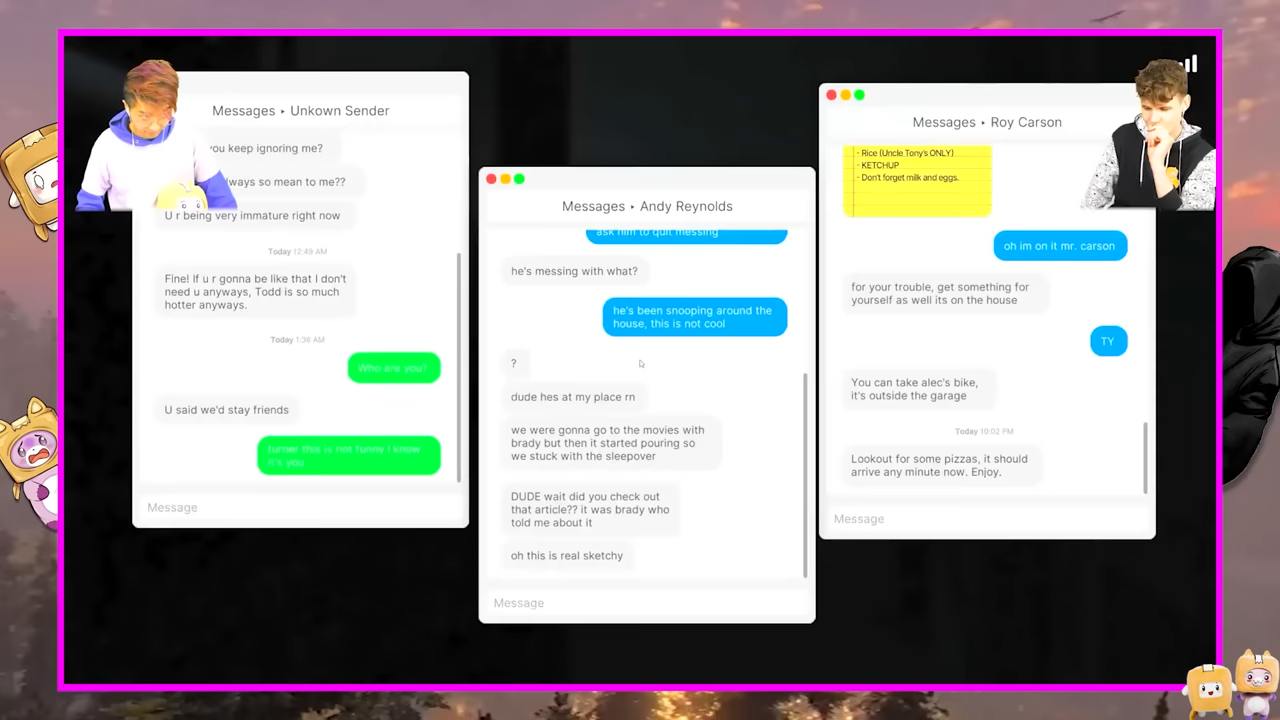 Messages ‣ Unkown Sender
you keep ignoring me?
always so mean to me??
U r being very immature right now
Today 12:49 AM
Fine! If u r gonna be like that I don't
need u anyways, Todd is so much
hotter anyways.
Today 1:36 AM
Who are you?
U said we'd stay friends
turner this is not funny I know
it's you
Message
Messages ‣ Andy Reynolds
ask him to quit messing
he's messing with what?
he's been snooping around the
house, this is not cool
?
dude hes at my place rn
we were gonna go to the movies with
brady but then it started pouring so
we stuck with the sleepover
DUDE wait did you check out
that article?? it was brady who
told me about it
oh this is real sketchy
Message
Messages ‣ Roy Carson
- Rice (Uncle Tony's ONLY)
- KETCHUP
- Don't forget milk and eggs.
oh im on it mr. carson
for your trouble, get something for
yourself as well its on the house
TY
You can take alec's bike,
it's outside the garage
Today 10:02 PM
Lookout for some pizzas, it should
arrive any minute now. Enjoy.
Message